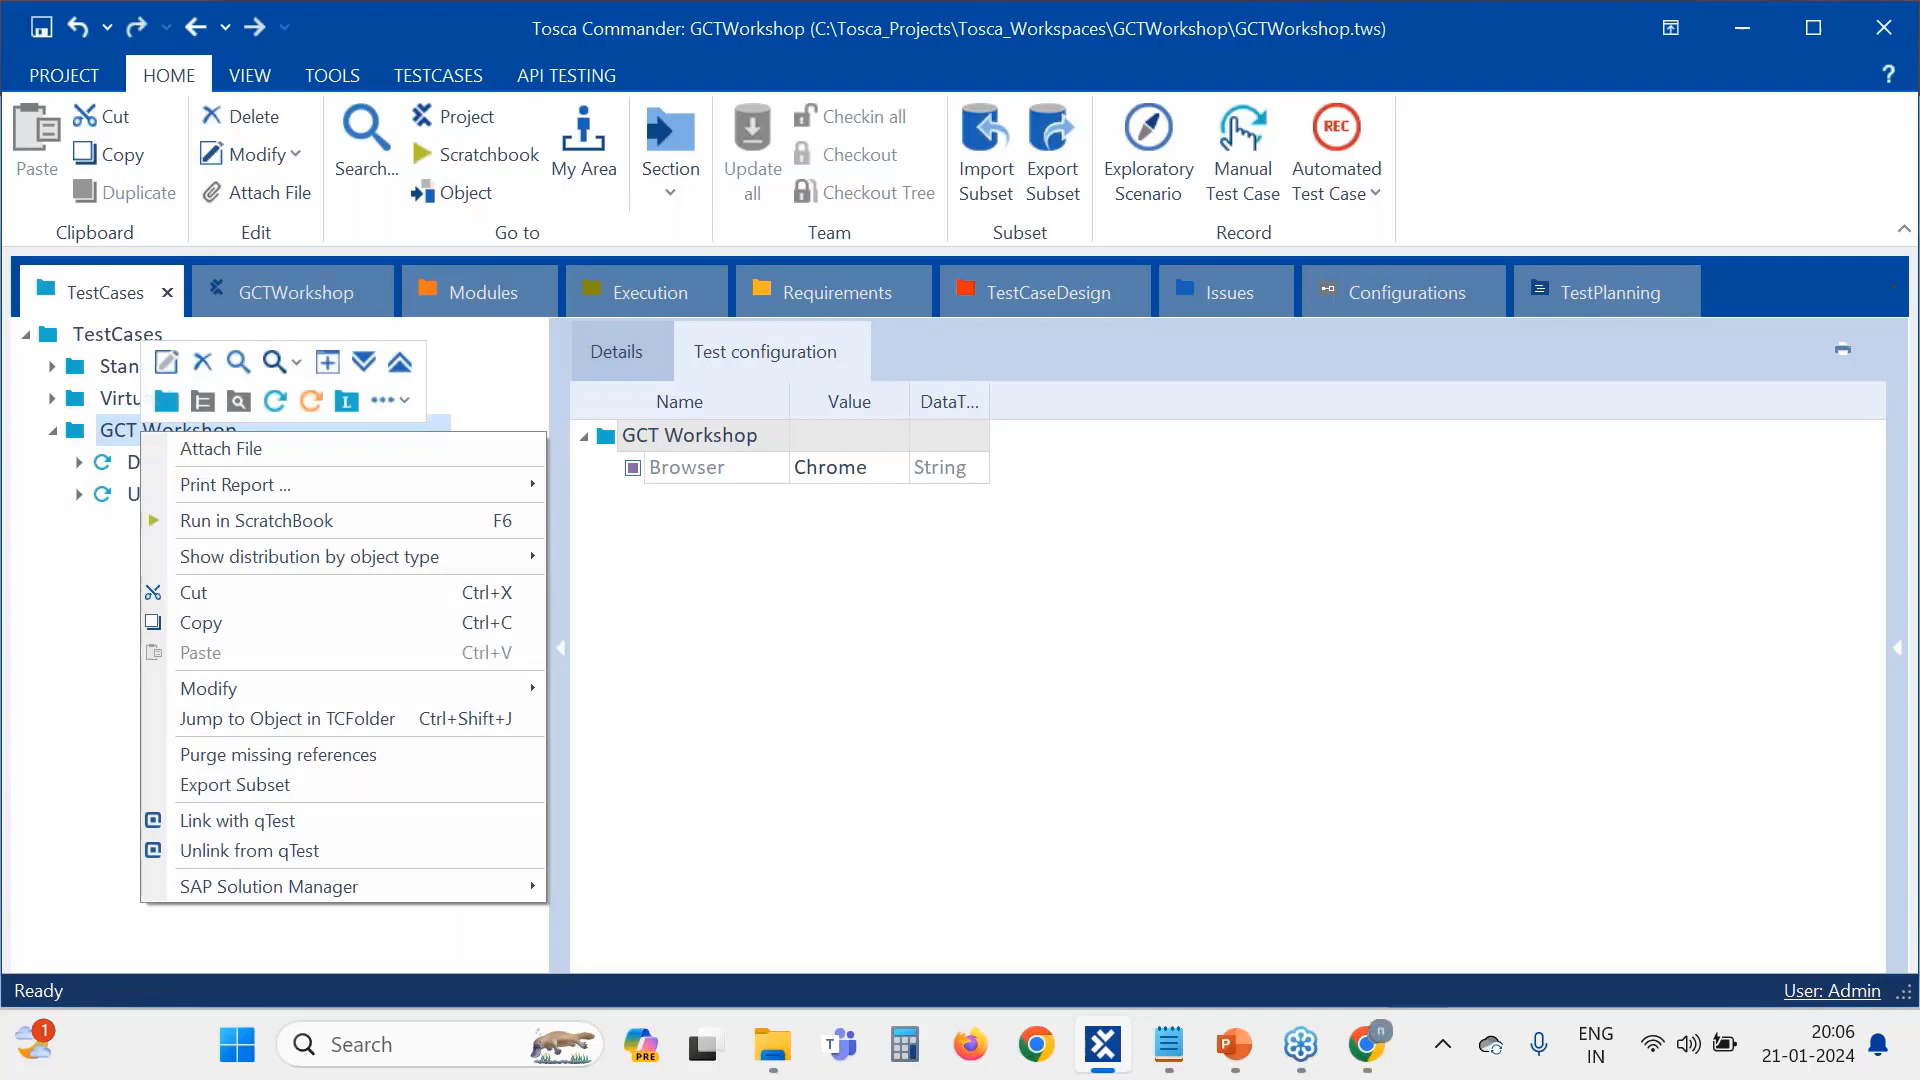 Tosca Commander: GCTWorkshop (C:\Tosca_Projects\Tosca_Workspaces\GCTWorkshop\GCTWorkshop.tws)
PROJECT HOME VIEW TOOLS TESTCASES API TESTING ?
Paste
Cut
Copy
Duplicate
Clipboard
Delete
Modify
Attach File
Edit
Search...
Project
Scratchbook
Object
My Area
Go to
Section
Update
all
Checkin all
Checkout
Checkout Tree
Team
Import
Subset
Export
Subset
Subset
Exploratory
Scenario
Manual
Test Case
REC
Automated
Test Case
Record
TestCases GCTWorkshop Modules Execution Requirements TestCaseDesign Issues Configurations TestPlanning
TestCases
Stan
Virtu
GCT Workshop
D
U
L
Attach File
Print Report ...
Run in ScratchBook F6
Show distribution by object type
Cut Ctrl+X
Copy Ctrl+C
Paste Ctrl+V
Modify
Jump to Object in TCFolder Ctrl+Shift+J
Purge missing references
Export Subset
Link with qTest
Unlink from qTest
SAP Solution Manager
Details Test configuration
Name Value DataT...
GCT Workshop
Browser Chrome String
Ready User: Admin
1
Search
PRE
T
P
n
ENG
IN
20:06
21-01-2024